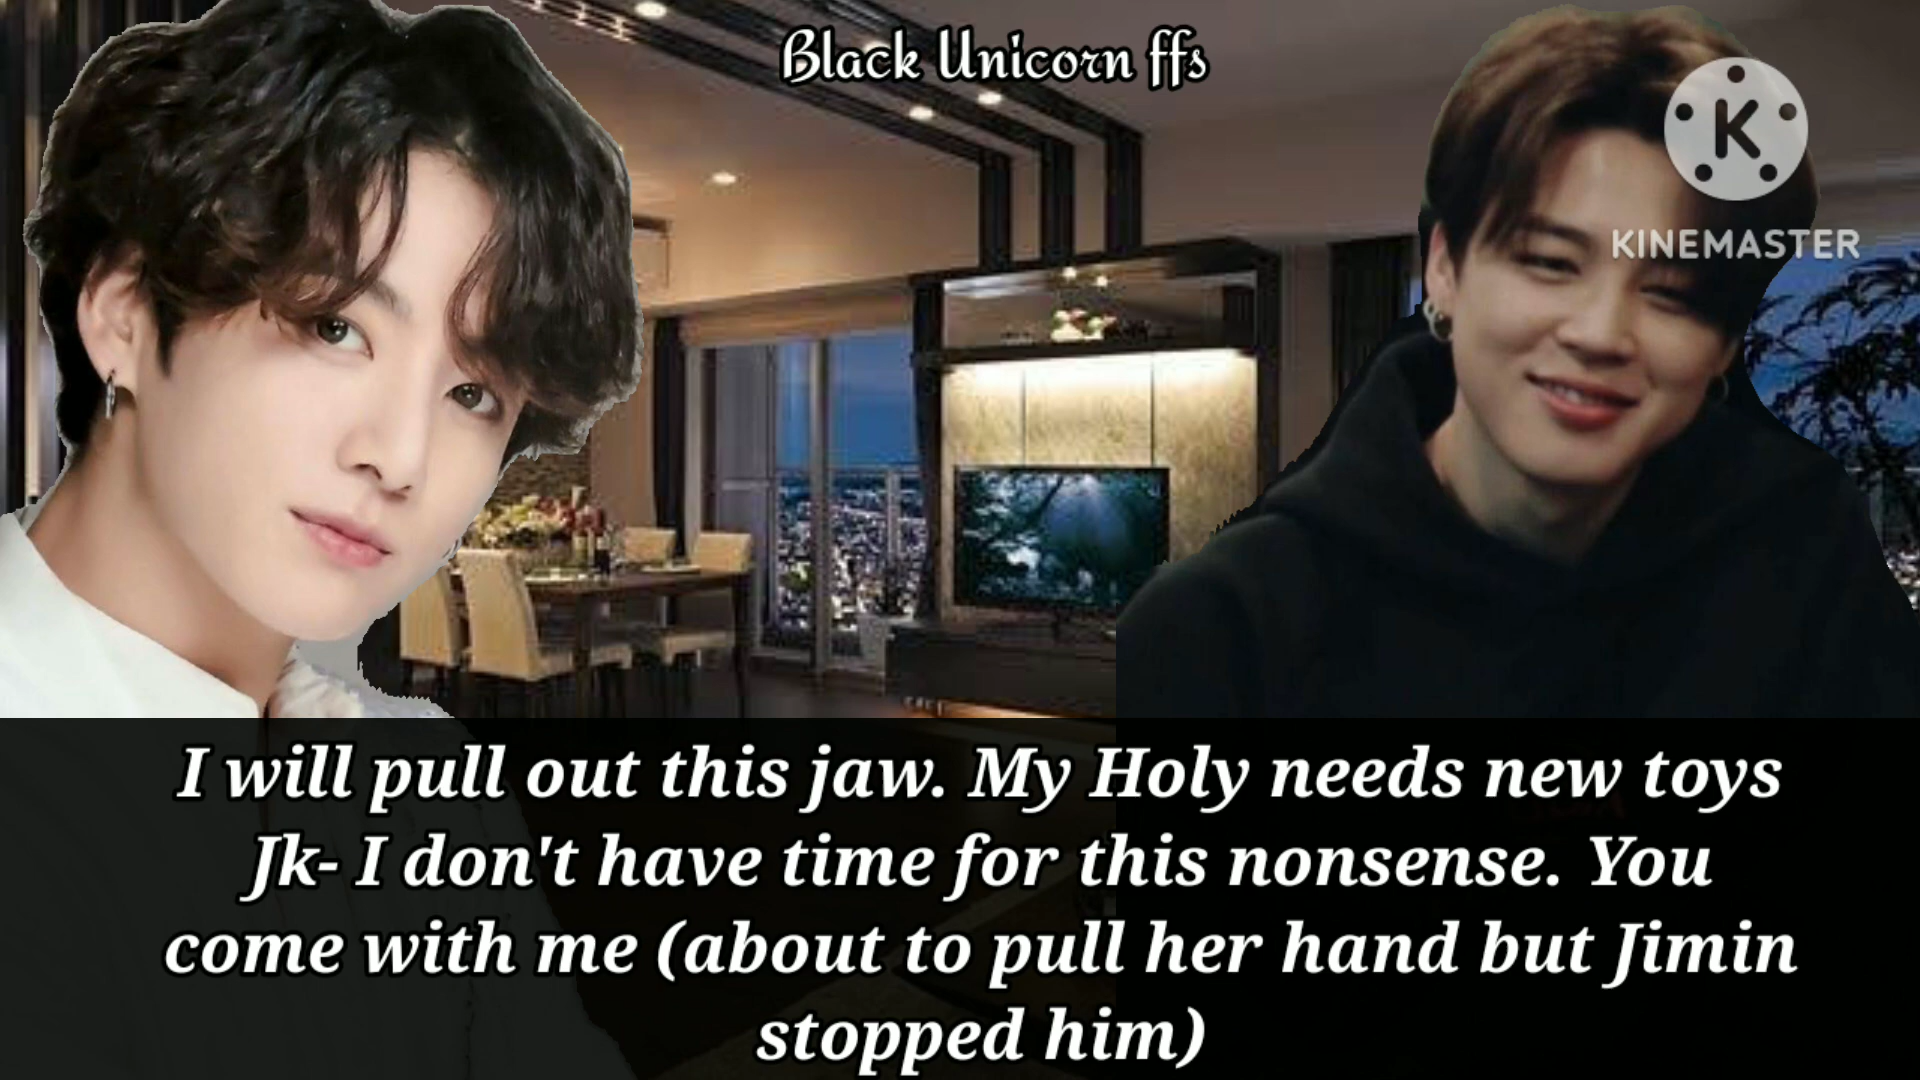 Black Unicorn ffs
K
KINEMASTER
I will pull out this jaw. My Holy needs new toys
Jk- I don't have time for this nonsense. You
come with me (about to pull her hand but Jimin
stopped him)